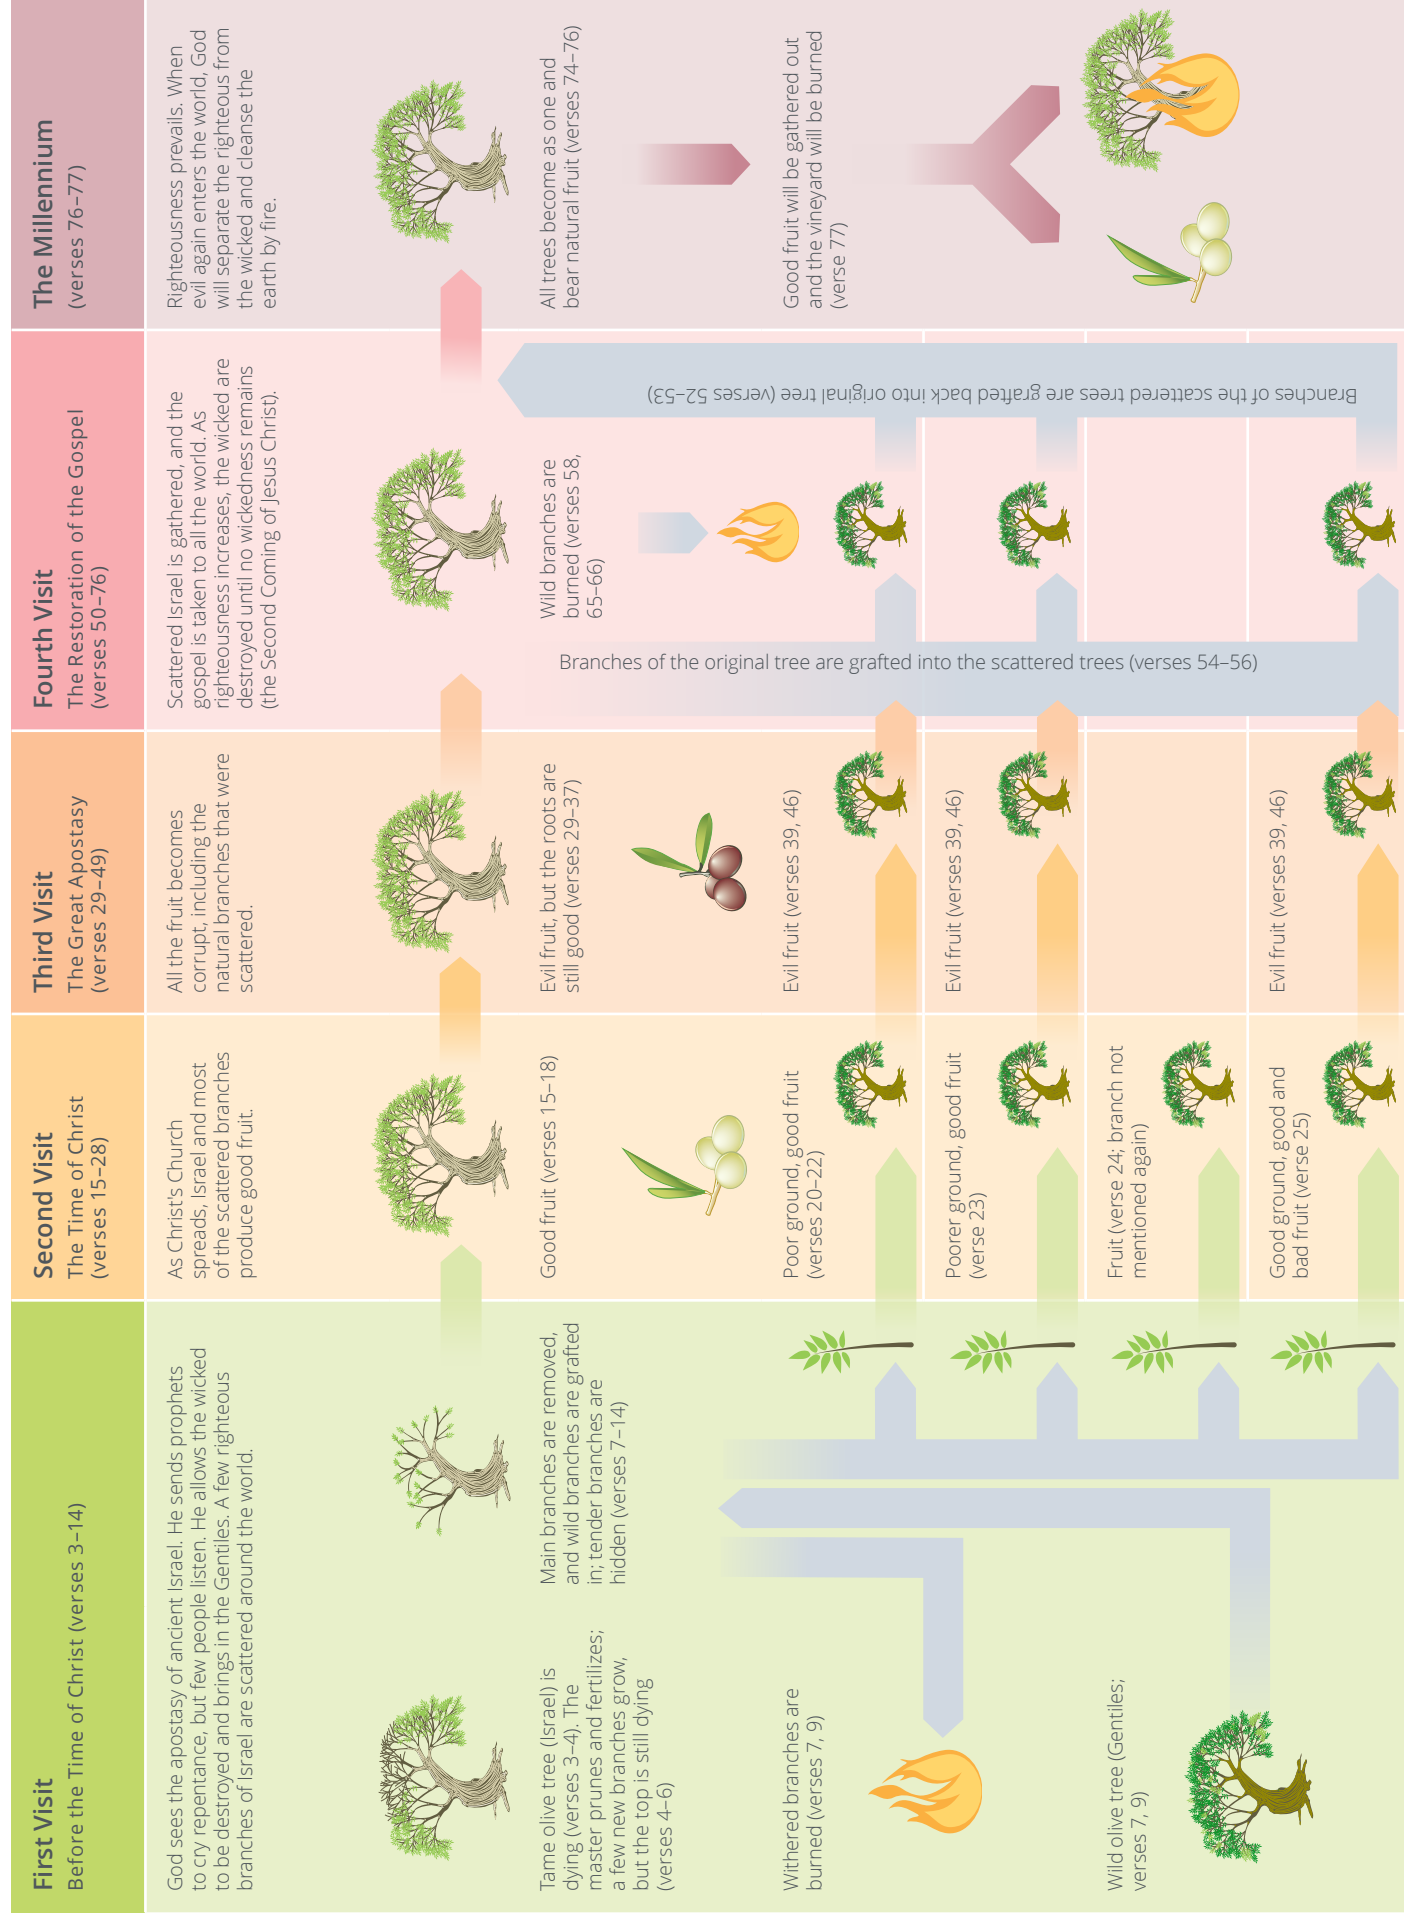 First Visit
Before the Time of Christ (verses 3–14)
God sees the apostasy of ancient Israel. He sends prophets
to cry repentance, but few people listen. He allows the wicked
to be destroyed and brings in the Gentiles. A few righteous
branches of Israel are scattered around the world.
Tame olive tree (Israel) is
dying (verses 3–4). The
master prunes and fertilizes;
a few new branches grow,
but the top is still dying
(verses 4–6)
Main branches are removed,
and wild branches are grafted
in; tender branches are
hidden (verses 7–14)
Withered branches are
burned (verses 7, 9)
Wild olive tree (Gentiles;
verses 7, 9)
Second Visit
The Time of Christ
(verses 15–28)
As Christ's Church
spreads, Israel and most
of the scattered branches
produce good fruit.
Good fruit (verses 15–18)
Poor ground, good fruit
(verses 20–22)
Poorer ground, good fruit
(verse 23)
Fruit (verse 24; branch not
mentioned again)
Good ground, good and
bad fruit (verse 25)
Third Visit
The Great Apostasy
(verses 29–49)
All the fruit becomes
corrupt, including the
natural branches that were
scattered.
Evil fruit, but the roots are
still good (verses 29–37)
Evil fruit (verses 39, 46)
Evil fruit (verses 39, 46)
Evil fruit (verses 39, 46)
Fourth Visit
The Restoration of the Gospel
(verses 50–76)
Scattered Israel is gathered, and the
gospel is taken to all the world. As
righteousness increases, the wicked are
destroyed until no wickedness remains
(the Second Coming of Jesus Christ).
Wild branches are
burned (verses 58,
65–66)
Branches of the original tree are grafted into the scattered trees (verses 54–56)
Branches of the scattered trees are grafted back into original tree (verses 52–53)
The Millennium
(verses 76–77)
Righteousness prevails. When
evil again enters the world, God
will separate the righteous from
the wicked and cleanse the
earth by fire.
All trees become as one and
bear natural fruit (verses 74–76)
Good fruit will be gathered out
and the vineyard will be burned
(verse 77)